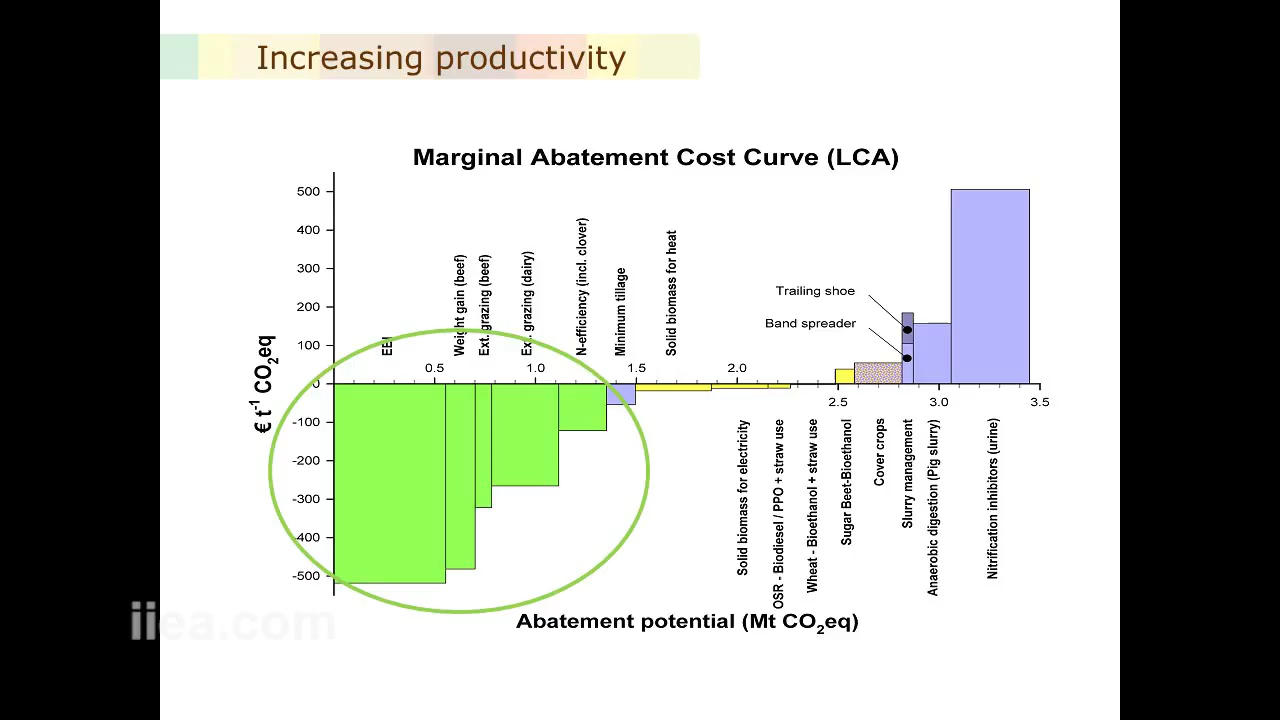 Increasing productivity
Marginal Abatement Cost Curve (LCA)
€ t-1 CO2eq
500
400
300
200
100
0
-100
-200
-300
-400
-500
EBI
Weight gain (beef)
Ext. grazing (beef)
Ext. grazing (dairy)
N-efficiency (incl. clover)
Minimum tillage
Solid biomass for heat
Trailing shoe
Band spreader
0.5
1.0
1.5
2.0
2.5
3.0
3.5
Solid biomass for electricity
OSR - Biodiesel / PPO + straw use
Wheat - Bioethanol + straw use
Sugar Beet-Bioethanol
Cover crops
Slurry management
Anaerobic digestion (Pig slurry)
Nitrification inhibitors (urine)
Abatement potential (Mt CO2eq)
iiea.com